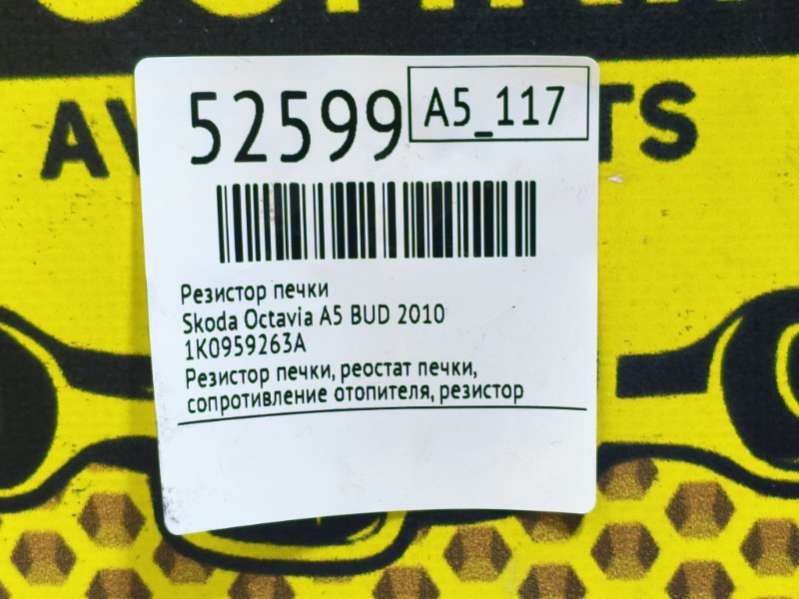 52599
A5_117
Резистор печки
Skoda Octavia A5 BUD 2010
1K0959263A
Резистор печки, реостат печки,
сопротивление отопителя, резистор